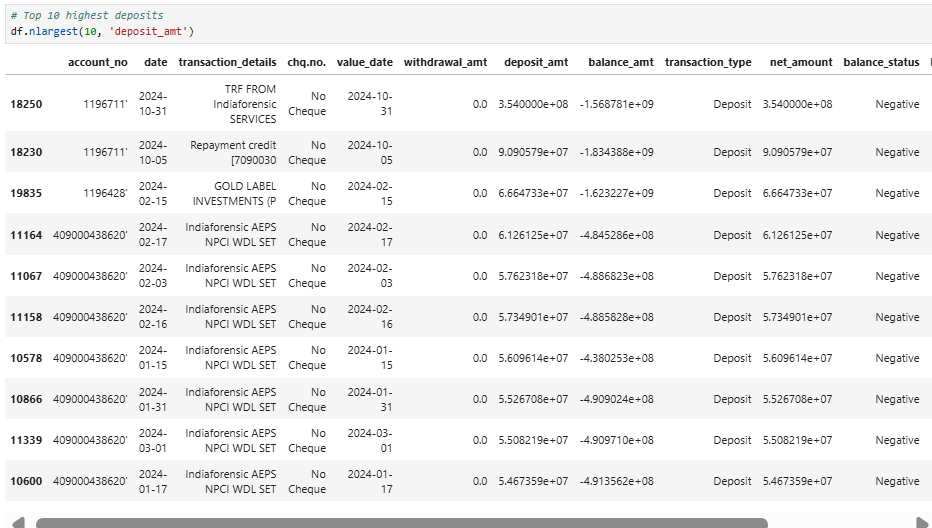 # Top 10 highest deposits
df.nlargest(10, 'deposit_amt')
account_no date transaction_details chq.no. value_date withdrawal_amt deposit_amt balance_amt transaction_type net_amount balance_status
18250 1196711' 2024-10-31 TRF FROM Indiaforensic SERVICES No Cheque 2024-10-31 0.0 3.540000e+08 -1.568781e+09 Deposit 3.540000e+08 Negative
18230 1196711' 2024-10-05 Repayment credit [7090030 No Cheque 2024-10-05 0.0 9.090579e+07 -1.834388e+09 Deposit 9.090579e+07 Negative
19835 1196428' 2024-02-15 GOLD LABEL INVESTMENTS (P No Cheque 2024-02-15 0.0 6.664733e+07 -1.623227e+09 Deposit 6.664733e+07 Negative
11164 409000438620' 2024-02-17 Indiaforensic AEPS NPCI WDL SET No Cheque 2024-02-17 0.0 6.126125e+07 -4.845286e+08 Deposit 6.126125e+07 Negative
11067 409000438620' 2024-02-03 Indiaforensic AEPS NPCI WDL SET No Cheque 2024-02-03 0.0 5.762318e+07 -4.886823e+08 Deposit 5.762318e+07 Negative
11158 409000438620' 2024-02-16 Indiaforensic AEPS NPCI WDL SET No Cheque 2024-02-16 0.0 5.734901e+07 -4.885828e+08 Deposit 5.734901e+07 Negative
10578 409000438620' 2024-01-15 Indiaforensic AEPS NPCI WDL SET No Cheque 2024-01-15 0.0 5.609614e+07 -4.380253e+08 Deposit 5.609614e+07 Negative
10866 409000438620' 2024-01-31 Indiaforensic AEPS NPCI WDL SET No Cheque 2024-01-31 0.0 5.526708e+07 -4.909024e+08 Deposit 5.526708e+07 Negative
11339 409000438620' 2024-03-01 Indiaforensic AEPS NPCI WDL SET No Cheque 2024-03-01 0.0 5.508219e+07 -4.909710e+08 Deposit 5.508219e+07 Negative
10600 409000438620' 2024-01-17 Indiaforensic AEPS NPCI WDL SET No Cheque 2024-01-17 0.0 5.467359e+07 -4.913562e+08 Deposit 5.467359e+07 Negative